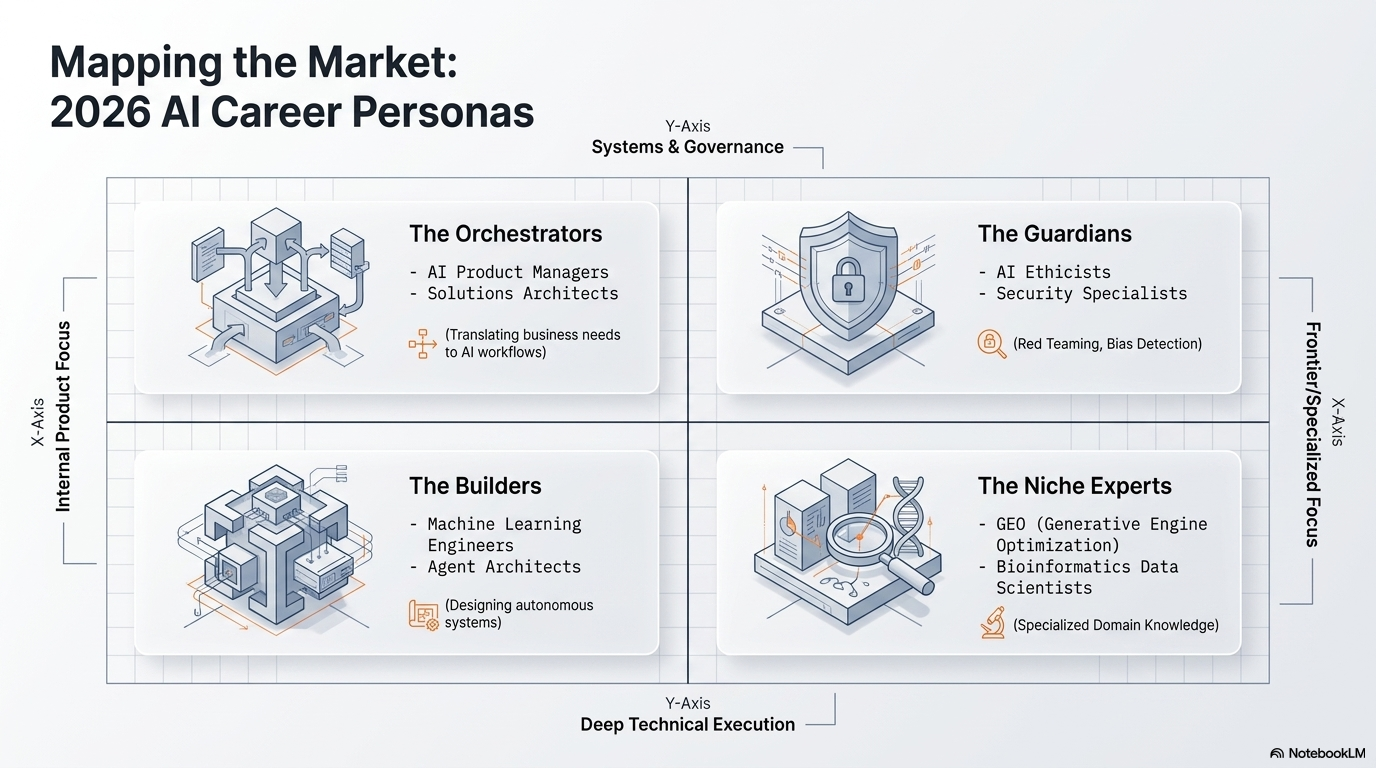 Mapping the Market:
2026 AI Career Personas
Y-Axis
Systems & Governance
X-Axis
Internal Product Focus
The Orchestrators
- AI Product Managers
- Solutions Architects
(Translating business needs
to AI workflows)
The Guardians
- AI Ethicists
- Security Specialists
(Red Teaming, Bias Detection)
X-Axis
Frontier/Specialized Focus
The Builders
- Machine Learning
Engineers
- Agent Architects
(Designing autonomous
systems)
The Niche Experts
- GEO (Generative Engine
Optimization)
- Bioinformatics Data
Scientists
(Specialized Domain Knowledge)
Y-Axis
Deep Technical Execution
NotebookLM